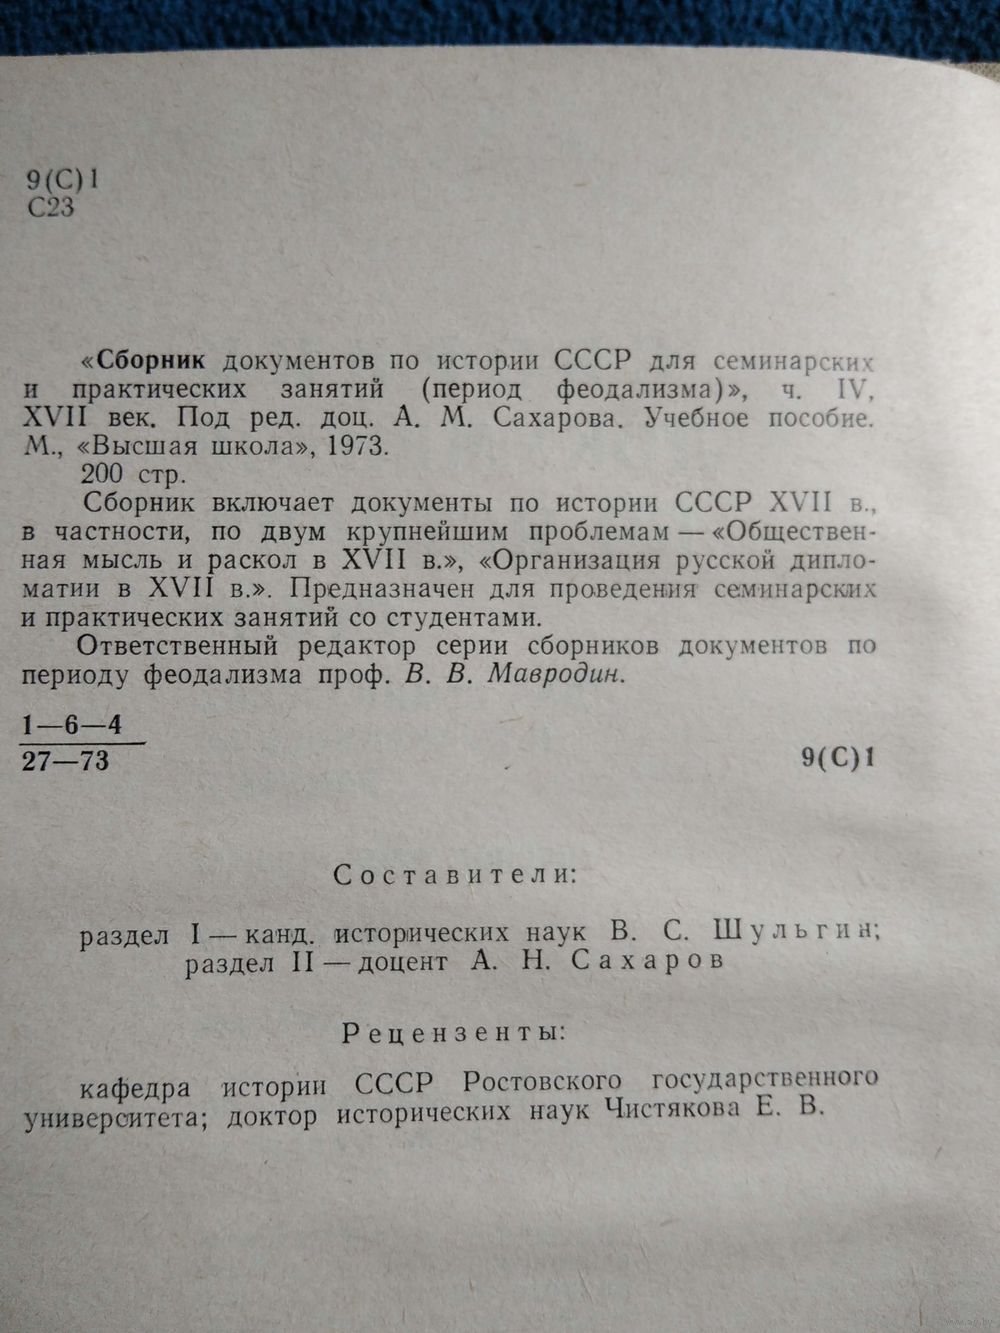 9(С)1
С23
«Сборник документов по истории СССР для семинарских
и практических занятий (период феодализма)», ч. IV,
XVII век. Под ред. доц. А. М. Сахарова. Учебное пособие.
М., «Высшая школа», 1973.
200 стр.
Сборник включает документы по истории СССР XVII в.,
в частности, по двум крупнейшим проблемам — «Обществен-
ная мысль и раскол в XVII в.», «Организация русской дипло-
матии в XVII в.». Предназначен для проведения семинарских
и практических занятий со студентами.
Ответственный редактор серии сборников документов по
периоду феодализма проф. В. В. Мавродин.
1—6—4
27—73
9(С)1
Составители:
раздел I — канд. исторических наук В. С. Шульгин;
раздел II — доцент А. Н. Сахаров
Рецензенты:
кафедра истории СССР Ростовского государственного
университета; доктор исторических наук Чистякова Е. В.